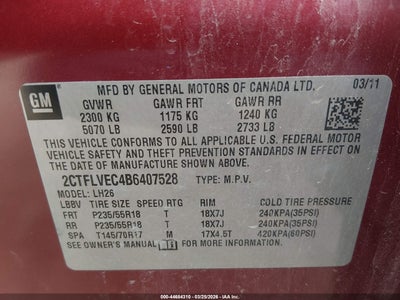 GM
MFD BY GENERAL MOTORS OF CANADA LTD. 03/11
GVWR GAWR FRT GAWR RR
2300 KG 1175 KG 1240 KG
5070 LB 2590 LB 2733 LB
THIS VEHICLE CONFORMS TO ALL APPLICABLE U.S. FEDERAL
MOTOR VEHICLE SAFETY AND THEFT PREVENTION
STANDARDS IN EFFECT ON THE DATE
OF MANUFACTURE SHOWN ABOVE.
2CTFLVEC4B6407528 TYPE: M.P.V.
MODEL: LH26
LBBV TIRE SIZE SPEED RTG RIM COLD TIRE PRESSURE
FRT P235/55R18 T 18X7J 240KPA(35PSI)
RR P235/55R18 T 18X7J 240KPA(35PSI)
SPA T145/70R17 M 17X4.5T 420KPA(60PSI)
SEE OWNER'S MANUAL FOR ADDITIONAL INFORMATION.
ID: 44684310 | 03/29/2026 - IAA, Inc.